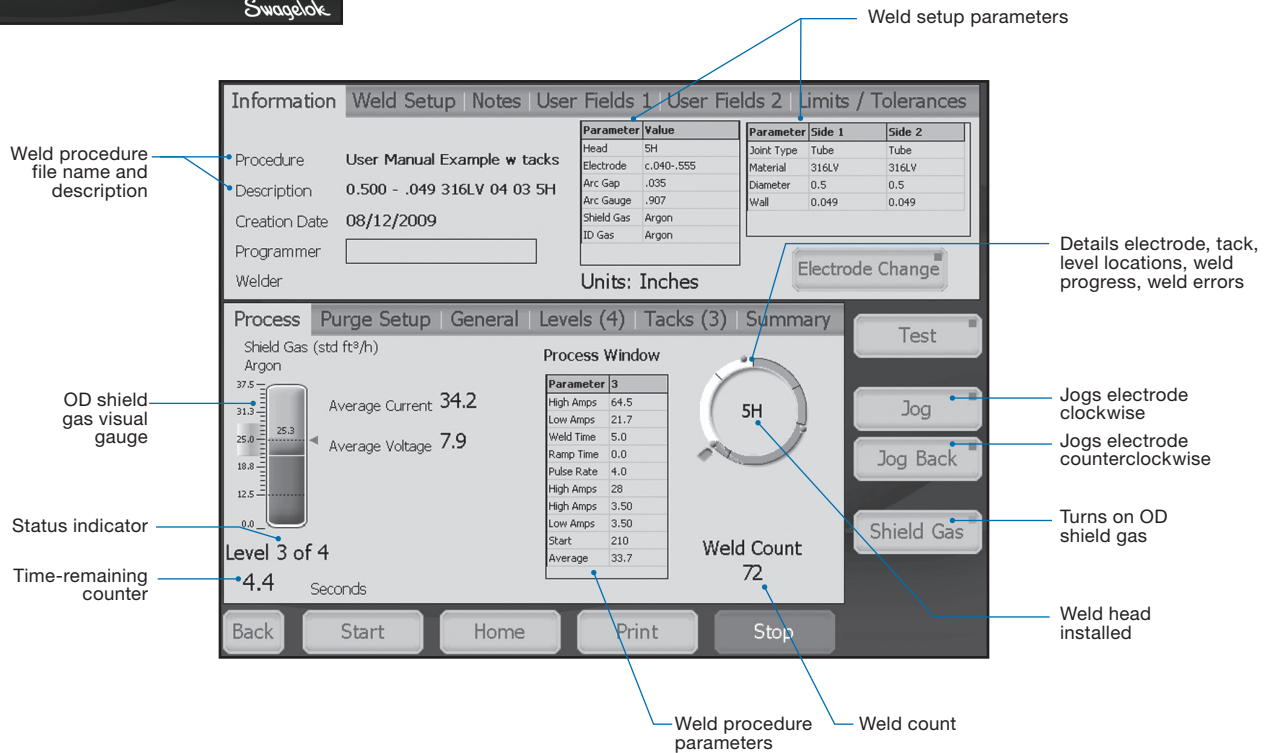 Swagelok
Weld setup parameters
Information Weld Setup Notes User Fields 1 User Fields 2 Limits / Tolerances
Weld procedure
file name and
description
Procedure User Manual Example w tacks
Description 0.500 - .049 316LV 04 03 5H
Creation Date 08/12/2009
Programmer
Welder
Parameter Value
Head 5H
Electrode c.040-.555
Arc Gap .035
Arc Gauge .907
Shield Gas Argon
ID Gas Argon
Units: Inches
Parameter Side 1 Side 2
Joint Type Tube Tube
Material 316LV 316LV
Diameter 0.5 0.5
Wall 0.049 0.049
Electrode Change
Details electrode, tack,
level locations, weld
progress, weld errors
Process Purge Setup General Levels (4) Tacks (3) Summary
Shield Gas (std ft³/h)
Argon
37.5
31.3
25.0
18.8
12.5
0.0
25.3
OD shield
gas visual
gauge
Average Current 34.2
Average Voltage 7.9
Process Window
Parameter 3
High Amps 64.5
Low Amps 21.7
Weld Time 5.0
Ramp Time 0.0
Pulse Rate 4.0
High Amps 28
High Amps 3.50
Low Amps 3.50
Start 210
Average 33.7
5H
Weld Count
72
Test
Jog
Jog Back
Shield Gas
Jogs electrode
clockwise
Jogs electrode
counterclockwise
Turns on OD
shield gas
Weld head
installed
Status indicator
Level 3 of 4
Time-remaining
counter
4.4 Seconds
Back Start Home Print Stop
Weld procedure
parameters
Weld count